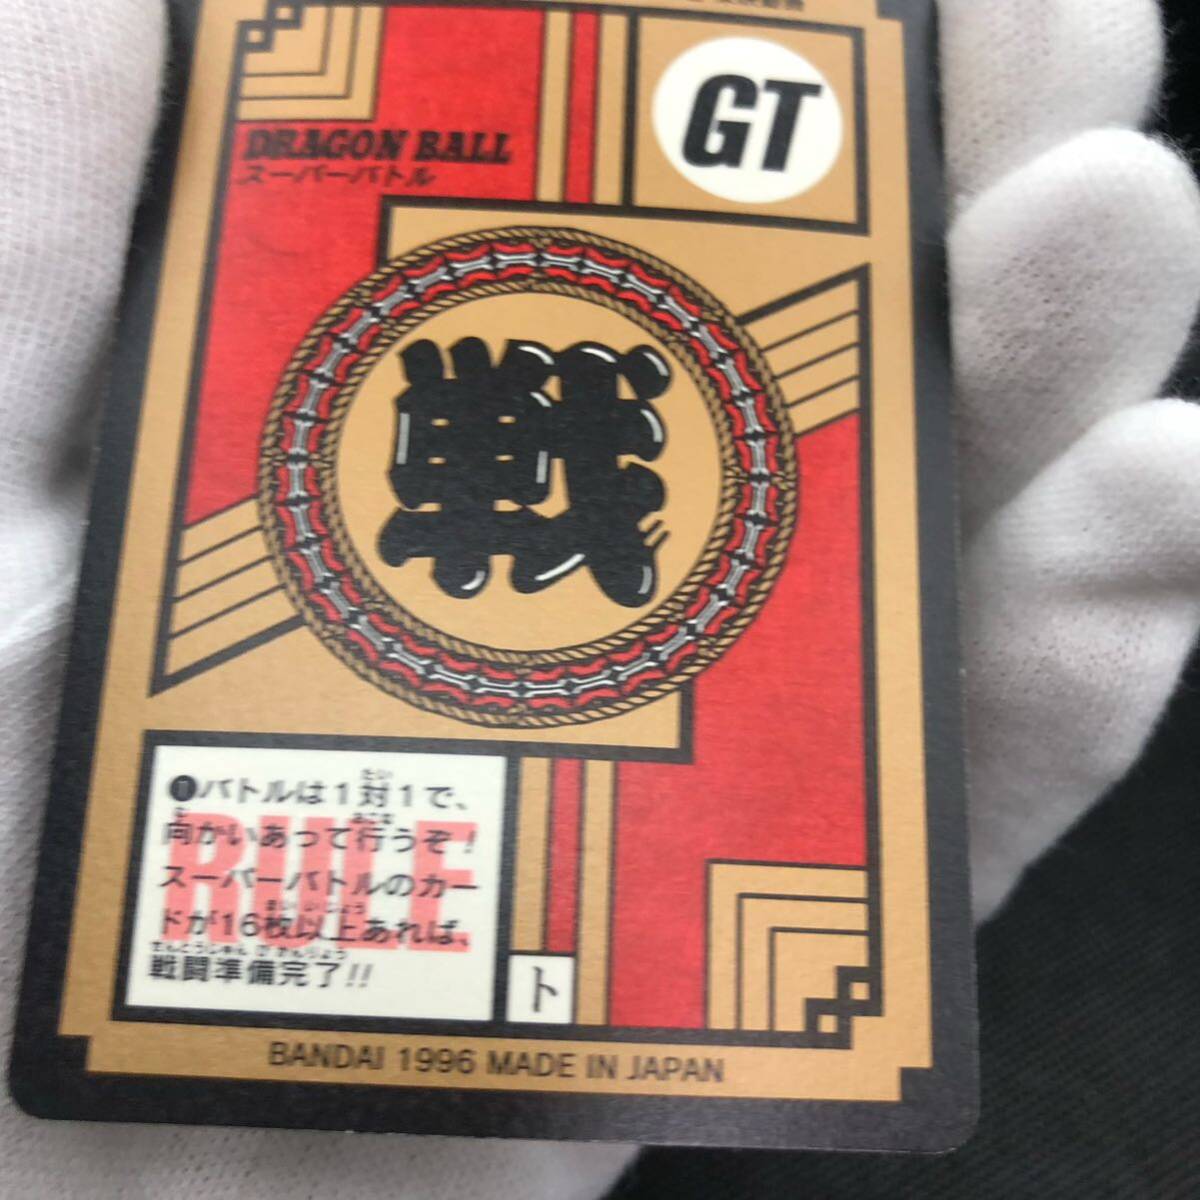 GT
DRAGON BALL
スーパーバトル
戦
RULE
❶バトルは1対1で、
向かいあって行うぞ!
スーパーバトルのカー
ドが16枚以上あれば、
戦闘準備完了!!
ト
BANDAI 1996 MADE IN JAPAN